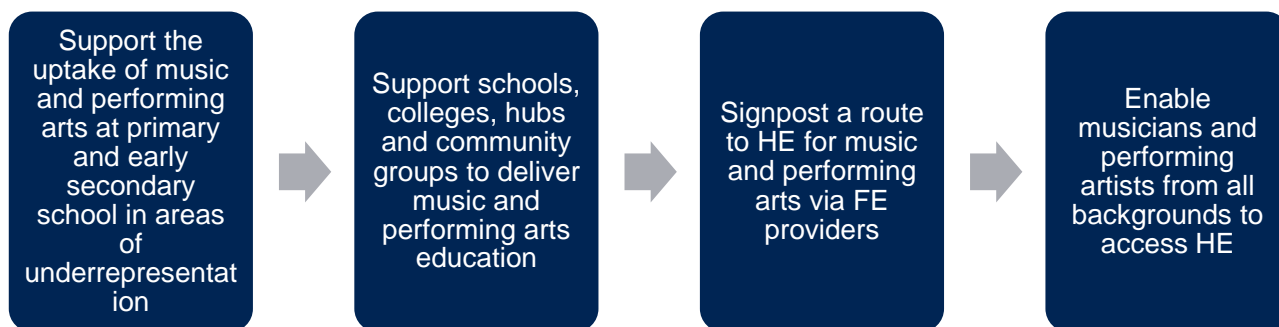 Support the
uptake of music
and performing
arts at primary
and early
secondary
school in areas
of
underrepresentat
ion
Support schools,
colleges, hubs
and community
groups to deliver
music and
performing arts
education
Signpost a route
to HE for music
and performing
arts via FE
providers
Enable
musicians and
performing
artists from all
backgrounds to
access HE